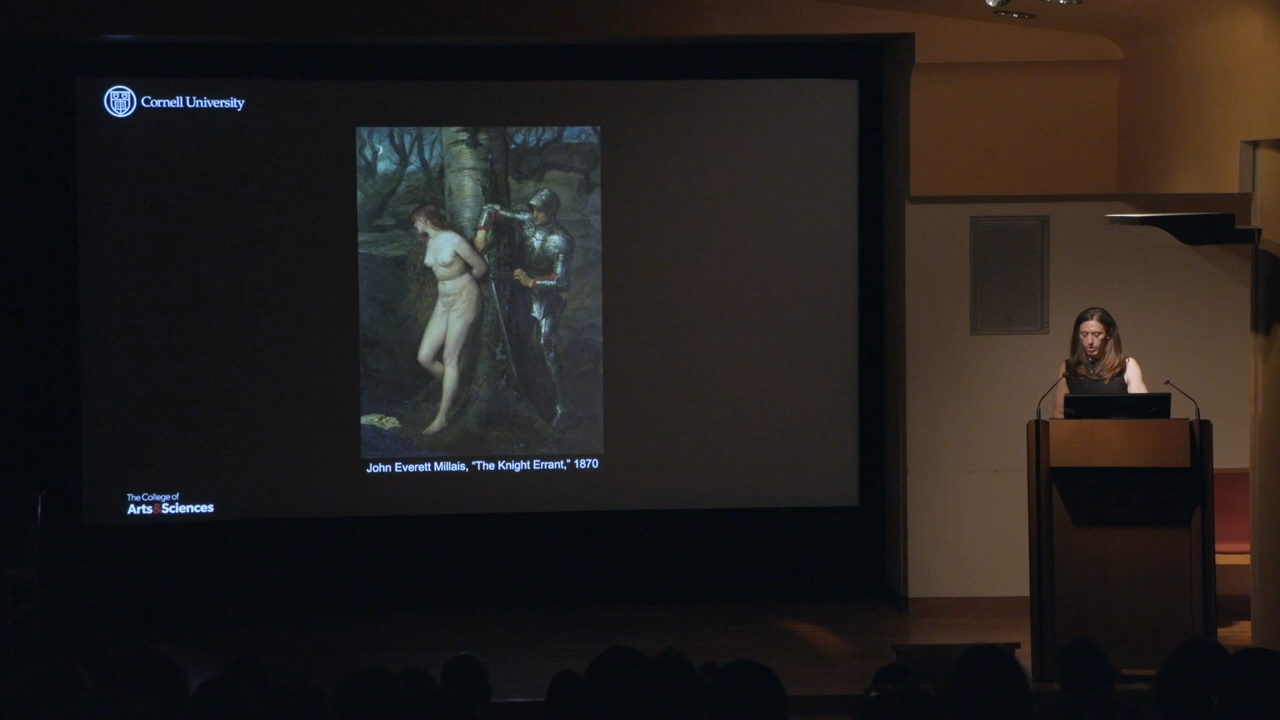 Cornell University
John Everett Millais, "The Knight Errant," 1870
The College of
Arts&Sciences